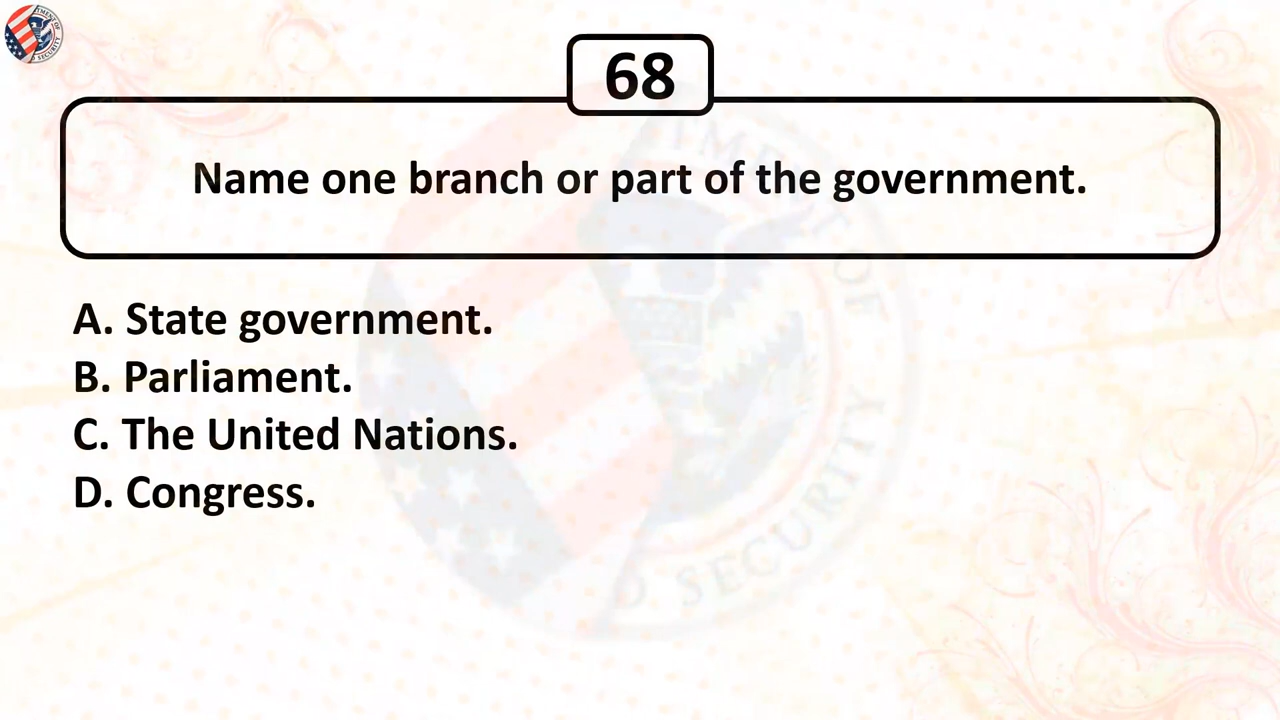 68
Name one branch or part of the government.
A. State government.
B. Parliament.
C. The United Nations.
D. Congress.